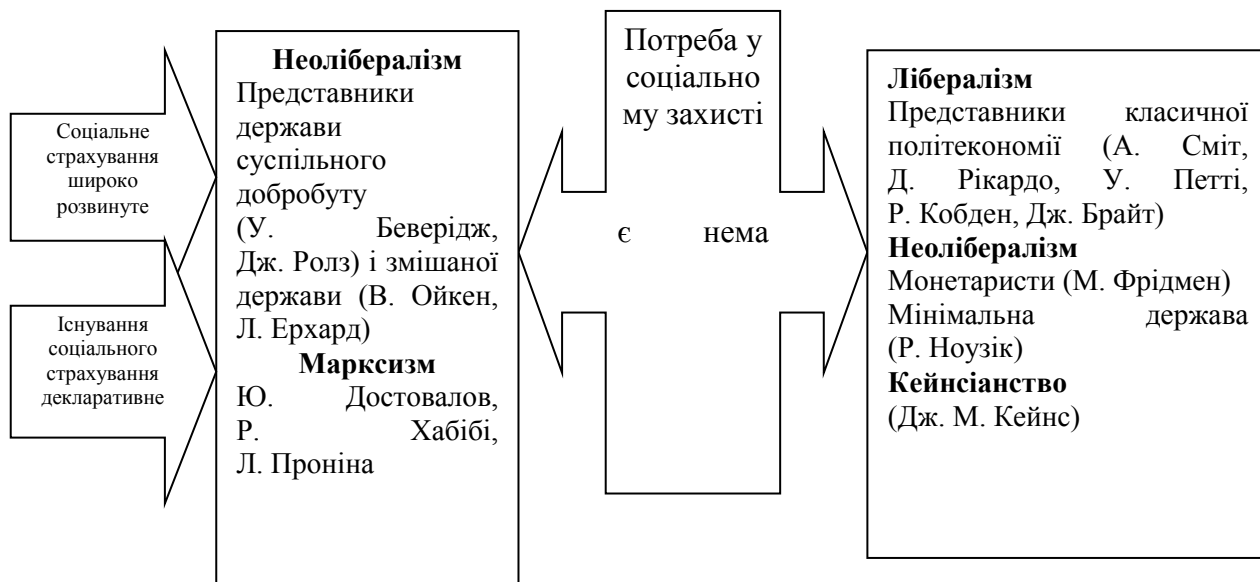 Соціальне
страхування
широко
розвинуте
Існування
соціального
страхування
декларативне
Неолібералізм
Представники
держави
суспільного
добробуту
(У. Беверідж,
Дж. Ролз) і змішаної
держави (В. Ойкен,
Л. Ерхард)
Марксизм
Ю. Достовалов,
Р. Хабібі,
Л. Проніна
Потреба у
соціально
му захисті
є нема
Лібералізм
Представники класичної
політекономії (А. Сміт,
Д. Рікардо, У. Петті,
Р. Кобден, Дж. Брайт)
Неолібералізм
Монетаристи (М. Фрідмен)
Мінімальна держава
(Р. Ноузік)
Кейнсіанство
(Дж. М. Кейнс)